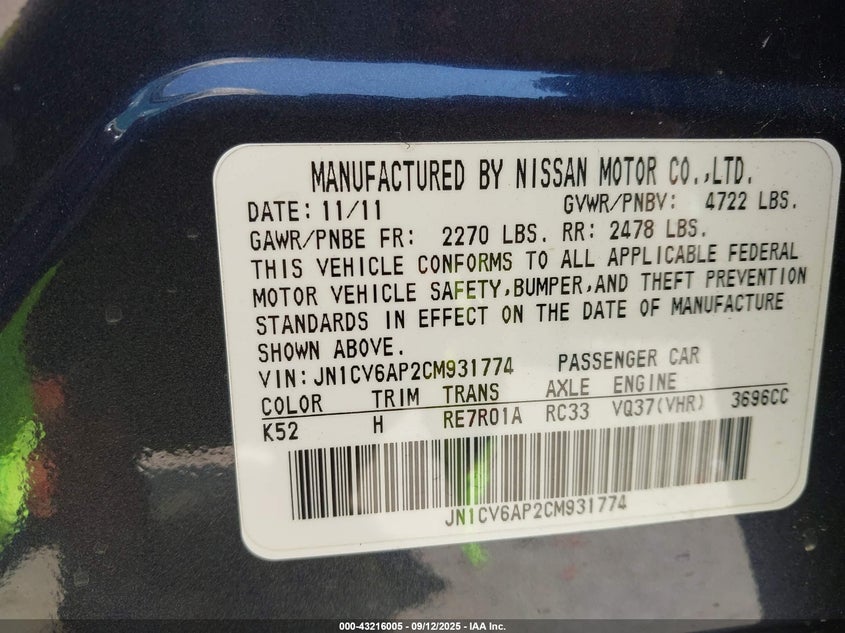 MANUFACTURED BY NISSAN MOTOR CO.,LTD.
DATE: 11/11 GVWR/PNBV: 4722 LBS.
GAWR/PNBE FR: 2270 LBS. RR: 2478 LBS.
THIS VEHICLE CONFORMS TO ALL APPLICABLE FEDERAL
MOTOR VEHICLE SAFETY,BUMPER,AND THEFT PREVENTION
STANDARDS IN EFFECT ON THE DATE OF MANUFACTURE
SHOWN ABOVE.
VIN: JN1CV6AP2CM931774 PASSENGER CAR
COLOR TRIM TRANS AXLE ENGINE
K52 H RE7R01A RC33 VQ37(VHR) 3696CC
JN1CV6AP2CM931774
000-43216005 - 09/12/2025 - IAA Inc.